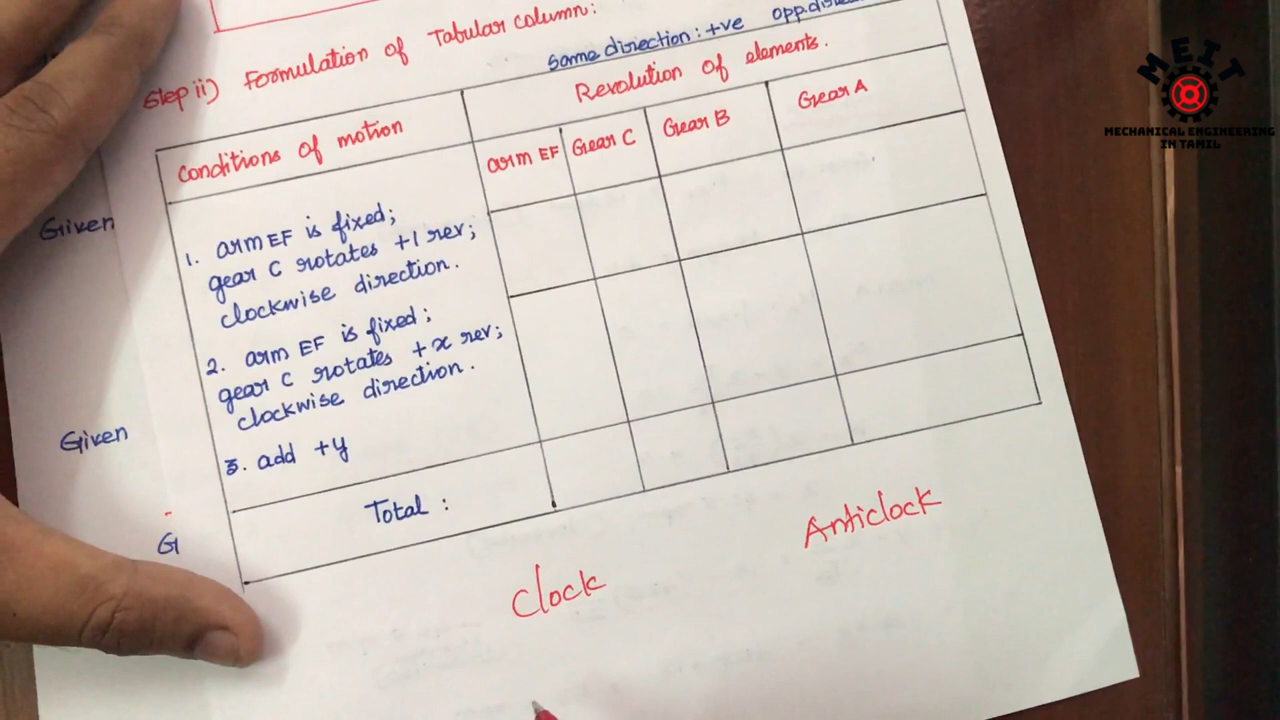 Step ii) Formulation of Tabular column:
same direction: +ve
Conditions of motion
Revolution of elements.
arm EF
Gear C
Gear B
Gear A
1. arm EF is fixed;
gear C rotates +1 rev;
clockwise direction.
2. arm EF is fixed;
gear C rotates +x rev;
clockwise direction.
3. add +y
Total :
Given
Given
G
Clock
Anticlock
MEIT
MECHANICAL ENGINEERING
IN TAMIL